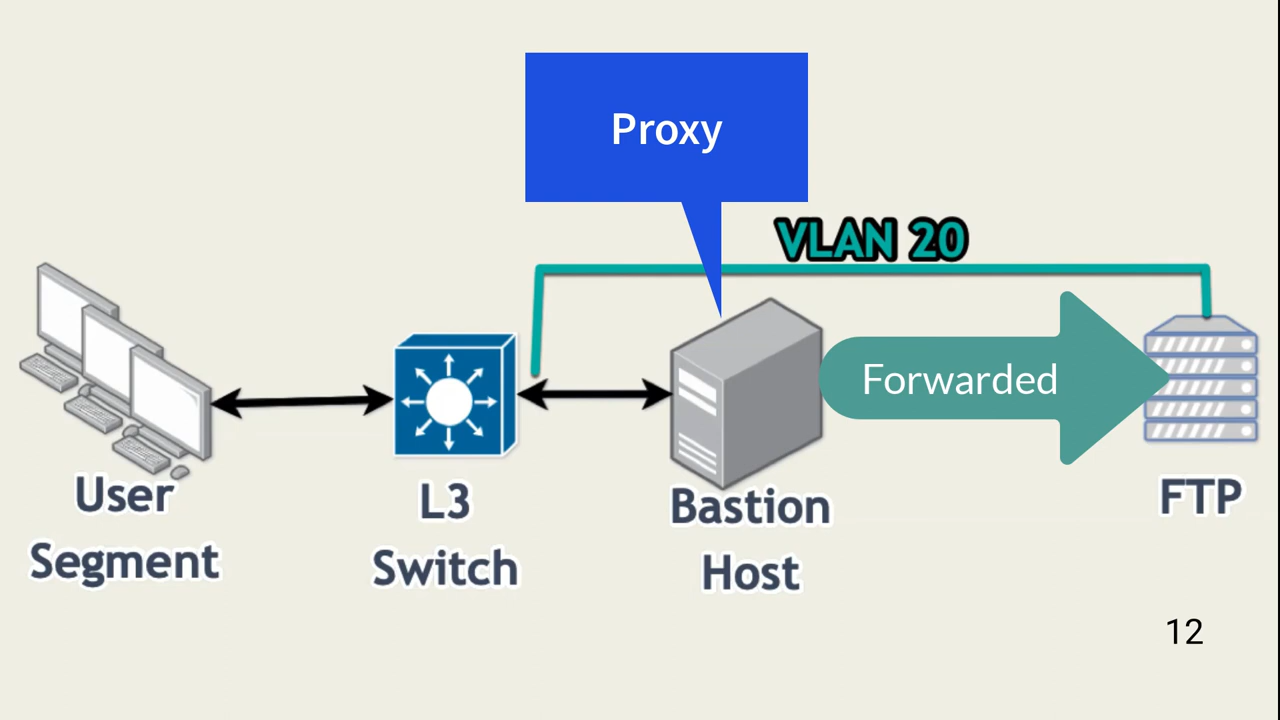 Proxy
VLAN 20
Forwarded
User
Segment
L3
Switch
Bastion
Host
FTP
12